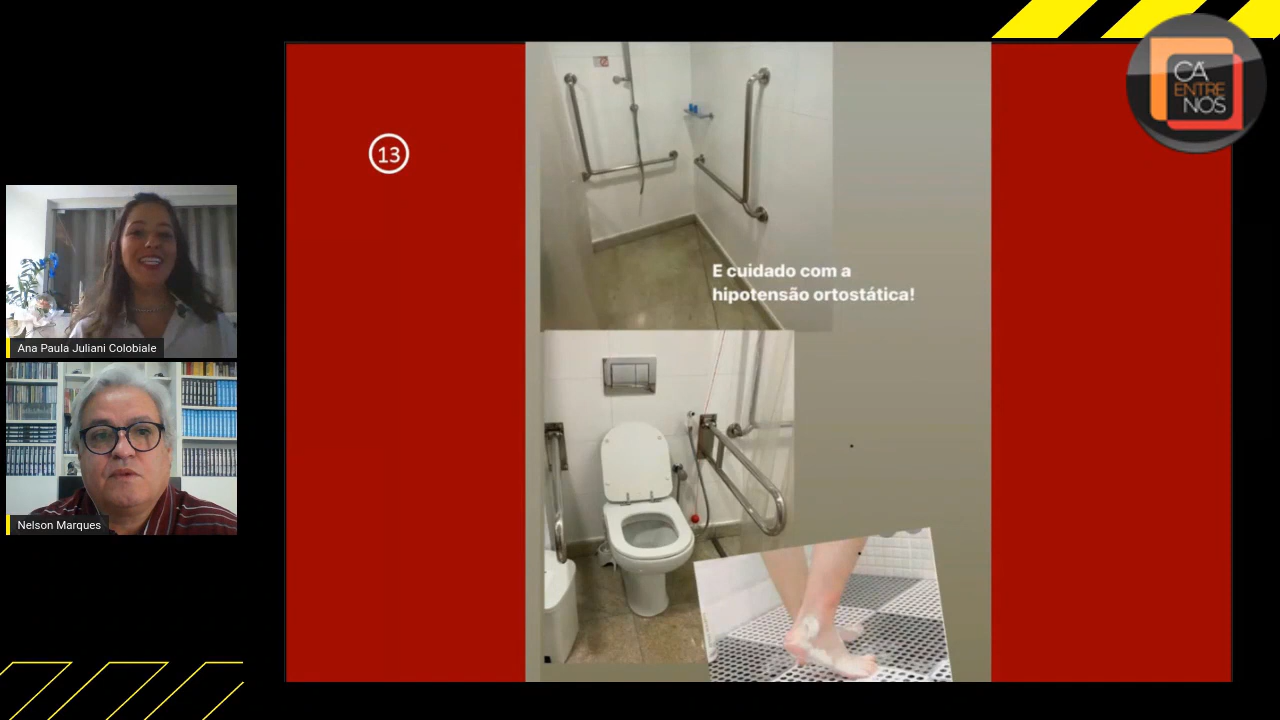 CÁ
ENTRE
NÓS
13
E cuidado com a
hipotensão ortostática!
Ana Paula Juliani Colobiale
Nelson Marques